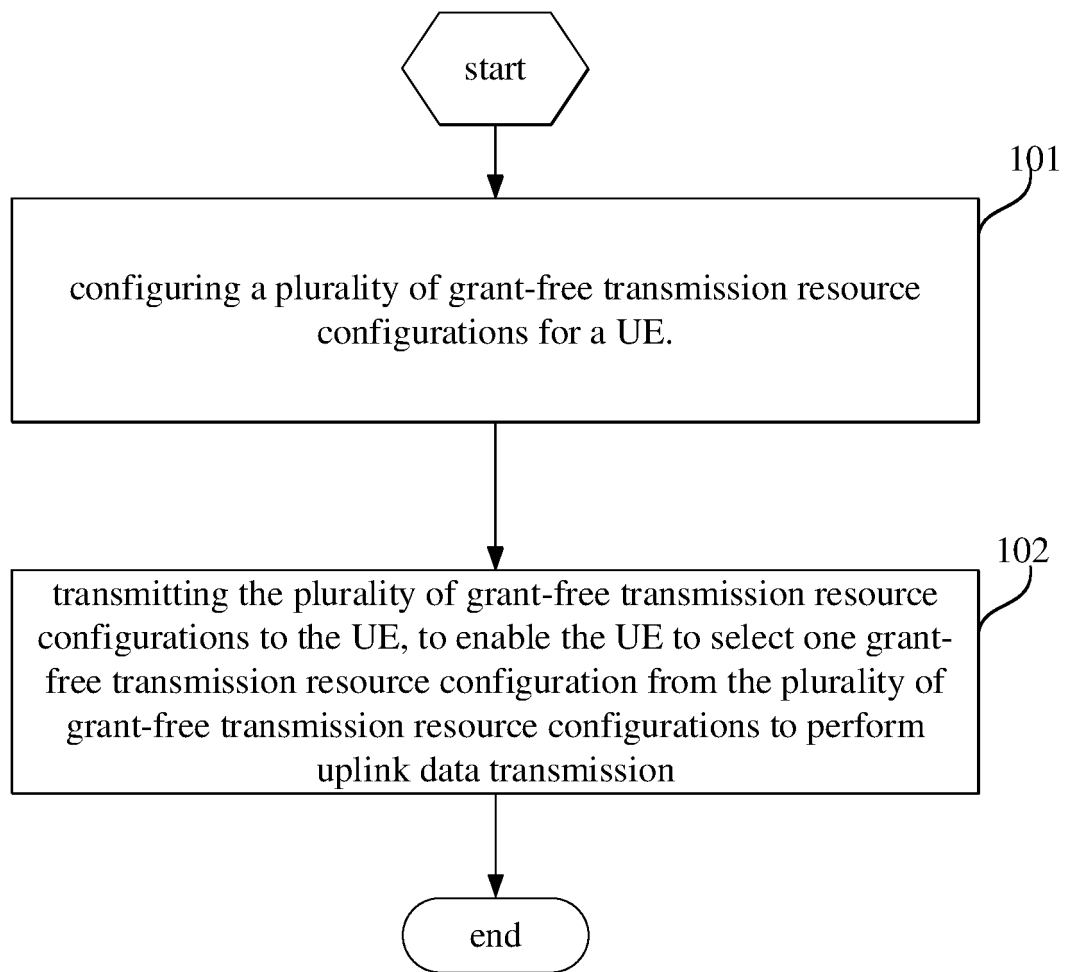 start
101
configuring a plurality of grant-free transmission resource
configurations for a UE.
102
transmitting the plurality of grant-free transmission resource
configurations to the UE, to enable the UE to select one grant-
free transmission resource configuration from the plurality of
grant-free transmission resource configurations to perform
uplink data transmission
end